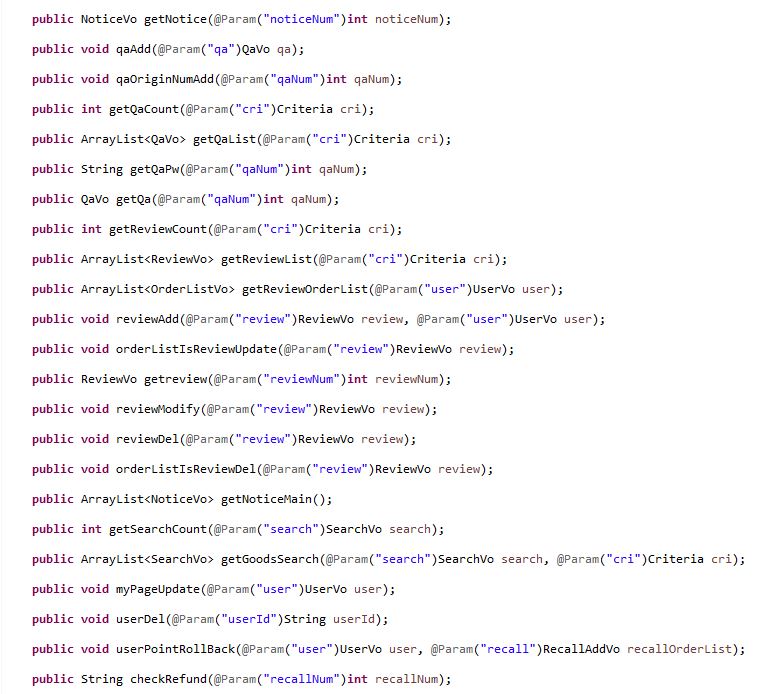 public NoticeVo getNotice(@Param("noticeNum")int noticeNum);
public void qaAdd(@Param("qa")QaVo qa);
public void qaOriginNumAdd(@Param("qaNum")int qaNum);
public int getQaCount(@Param("cri")Criteria cri);
public ArrayList<QaVo> getQaList(@Param("cri")Criteria cri);
public String getQaPw(@Param("qaNum")int qaNum);
public QaVo getQa(@Param("qaNum")int qaNum);
public int getReviewCount(@Param("cri")Criteria cri);
public ArrayList<ReviewVo> getReviewList(@Param("cri")Criteria cri);
public ArrayList<OrderListVo> getReviewOrderList(@Param("user")UserVo user);
public void reviewAdd(@Param("review")ReviewVo review, @Param("user")UserVo user);
public void orderListIsReviewUpdate(@Param("review")ReviewVo review);
public ReviewVo getreview(@Param("reviewNum")int reviewNum);
public void reviewModify(@Param("review")ReviewVo review);
public void reviewDel(@Param("review")ReviewVo review);
public void orderListIsReviewDel(@Param("review")ReviewVo review);
public ArrayList<NoticeVo> getNoticeMain();
public int getSearchCount(@Param("search")SearchVo search);
public ArrayList<SearchVo> getGoodsSearch(@Param("search")SearchVo search, @Param("cri")Criteria cri);
public void myPageUpdate(@Param("user")UserVo user);
public void userDel(@Param("userId")String userId);
public void userPointRollBack(@Param("user")UserVo user, @Param("recall")RecallAddVo recallOrderList);
public String checkRefund(@Param("recallNum")int recallNum);